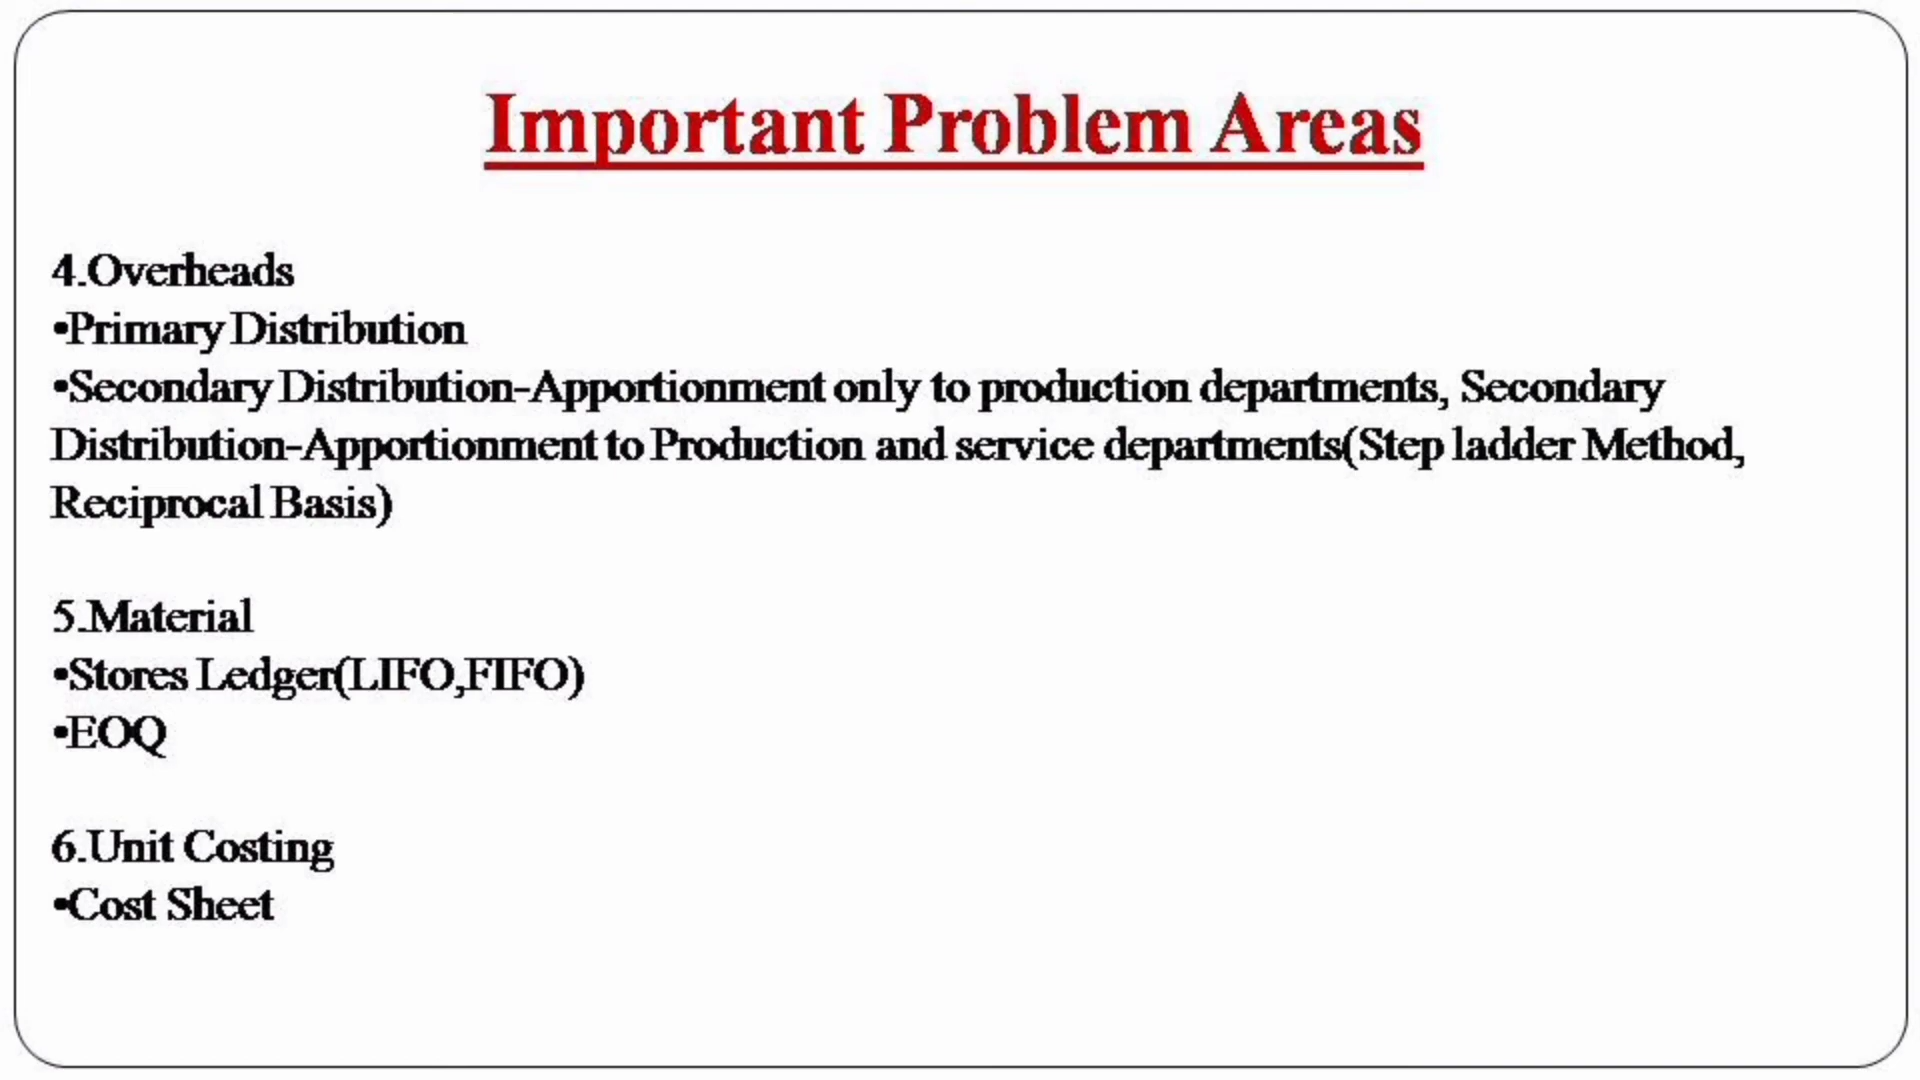 Important Problem Areas
4.Overheads
•Primary Distribution
•Secondary Distribution-Apportionment only to production departments, Secondary
Distribution-Apportionment to Production and service departments(Step ladder Method,
Reciprocal Basis)
5.Material
•Stores Ledger(LIFO,FIFO)
•EOQ
6.Unit Costing
•Cost Sheet